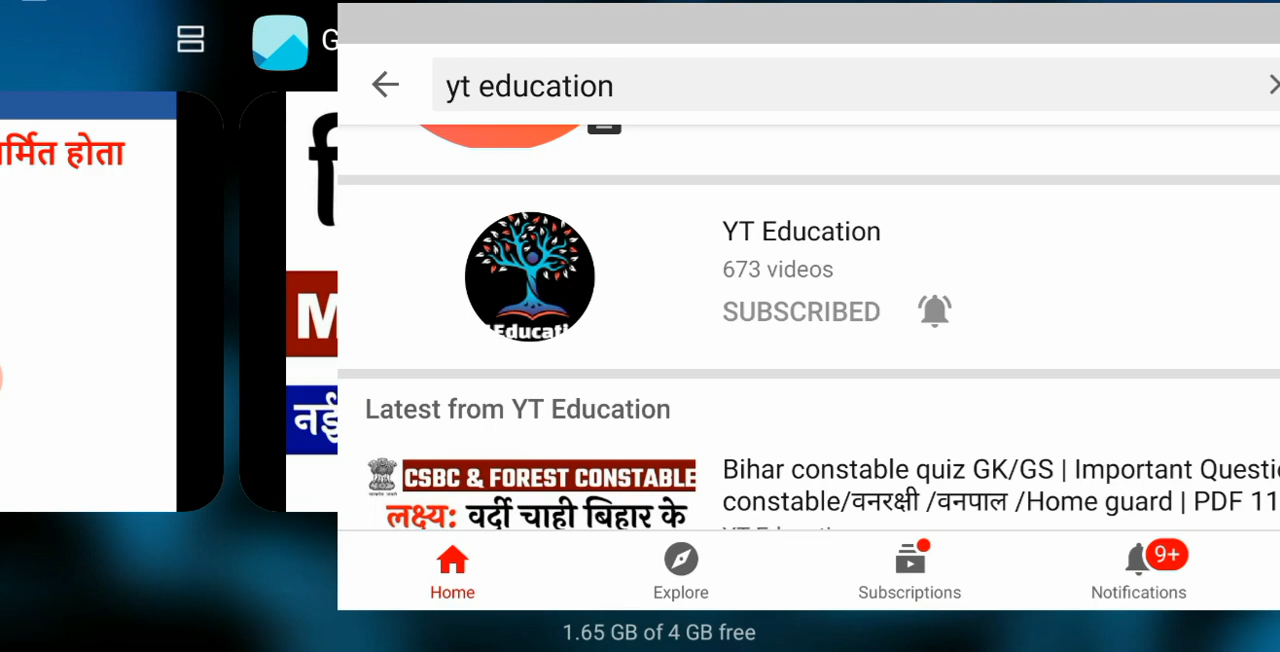 G
yt education
र्मित होता
YT Education
673 videos
SUBSCRIBED
Educati
M
नई
Latest from YT Education
CSBC & FOREST CONSTABLE
लक्ष्य: वर्दी चाही बिहार के
Bihar constable quiz GK/GS | Important Questi
constable/वनरक्षी /वनपाल /Home guard | PDF 11
Home
Explore
Subscriptions
9+
Notifications
1.65 GB of 4 GB free